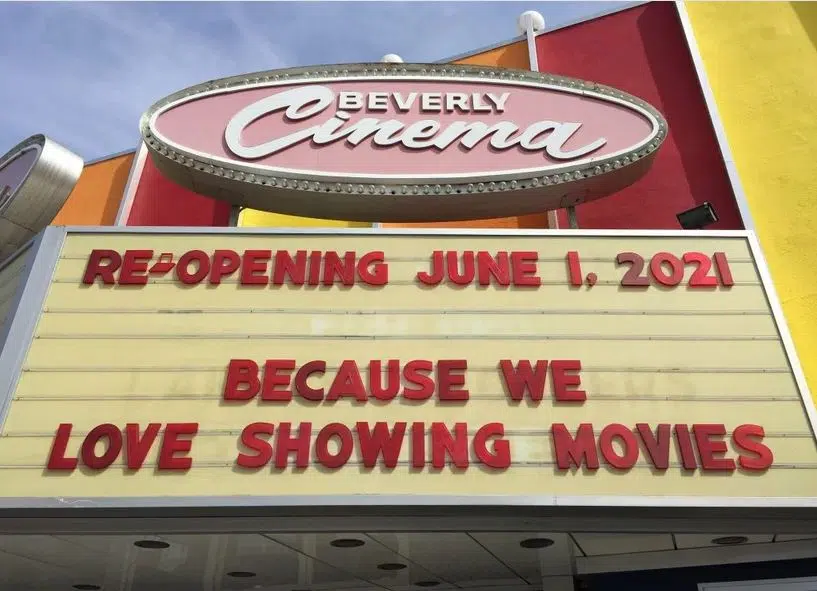 BEVERLY
Cinema
RE-OPENING JUNE 1, 2021
BECAUSE WE
LOVE SHOWING MOVIES